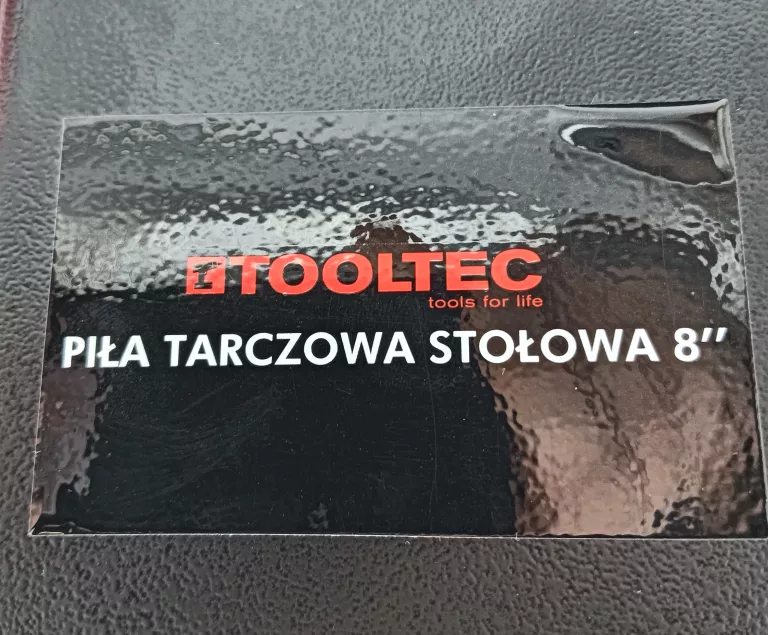 TOOLTEC
tools for life
PIŁA TARCZOWA STOŁOWA 8”